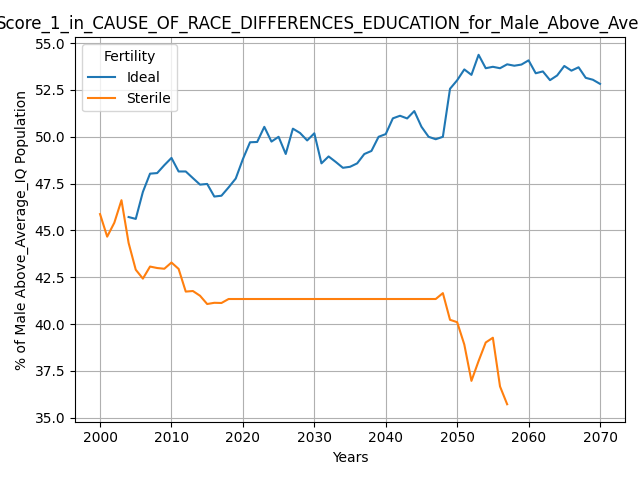 Score_1_in_CAUSE_OF_RACE_DIFFERENCES_EDUCATION_for_Male_Above_Ave
Fertility
Ideal
Sterile
% of Male Above_Average_IQ Population
55.0
52.5
50.0
47.5
45.0
42.5
40.0
37.5
35.0
2000 2010 2020 2030 2040 2050 2060 2070
Years